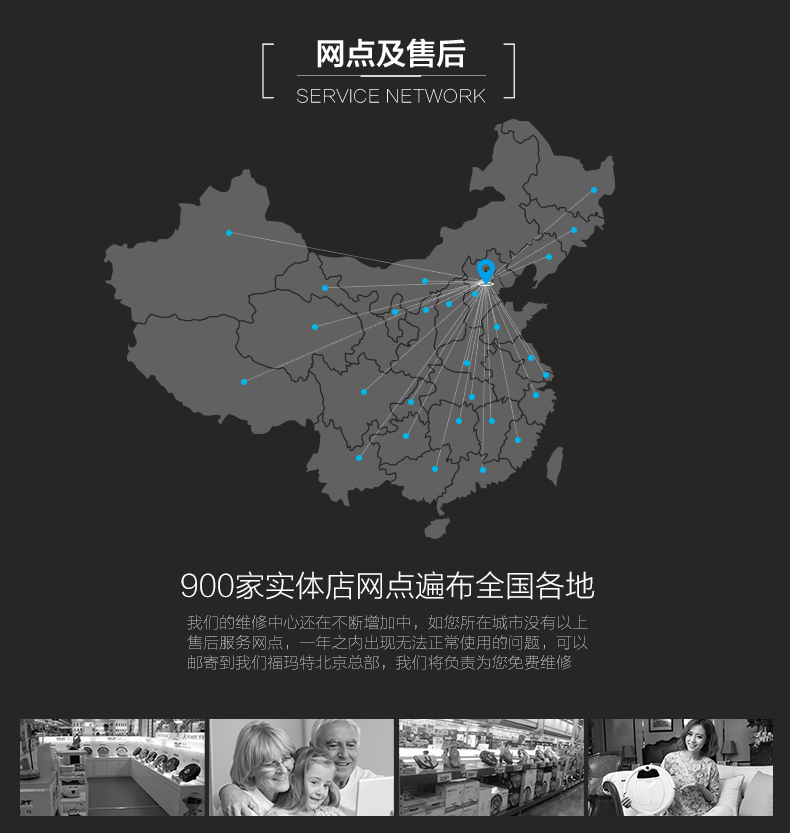 网点及售后
SERVICE NETWORK
900家实体店网点遍布全国各地
我们的维修中心还在不断增加中，如您所在城市没有以上
售后服务网点，一年之内出现无法正常使用的问题，可以
邮寄到我们福玛特北京总部，我们将负责为您免费维修